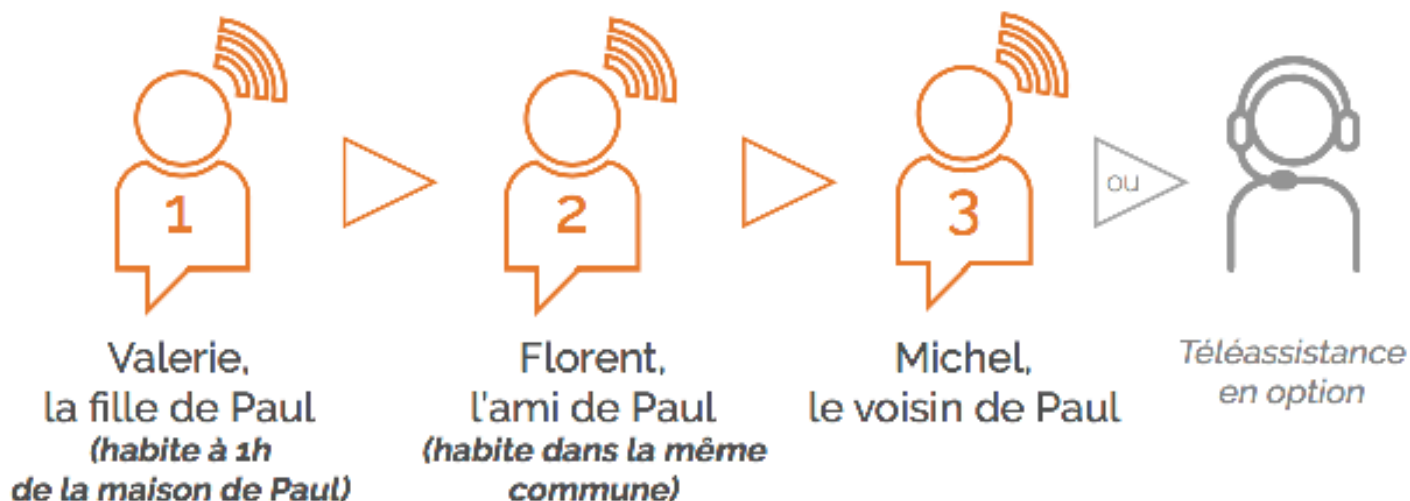 1
2
3
ou
Valerie,
la fille de Paul
(habite à 1h
de la maison de Paul)
Florent,
l'ami de Paul
(habite dans la même
commune)
Michel,
le voisin de Paul
Téléassistance
en option